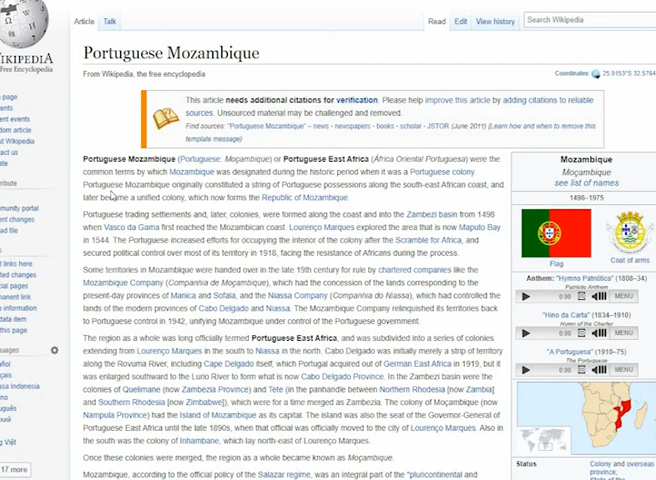 WIKIPEDIA
Free Encyclopedia
Article Talk Read Edit View history Search Wikipedia
Portuguese Mozambique
From Wikipedia, the free encyclopedia
Coordinates:
This article needs additional citations for verification. Please help improve this article by adding citations to reliable
sources. Unsourced material may be challenged and removed.
Find sources: "Portuguese Mozambique" – news · newspapers · books · scholar · JSTOR (June 2011) (Learn how and when to remove this
template message)
Portuguese Mozambique (Portuguese: Moçambique) or Portuguese East Africa (África Oriental Portuguesa) were the
common terms by which Mozambique was designated during the historic period when it was a Portuguese colony.
Portuguese Mozambique originally constituted a string of Portuguese possessions along the south-east African coast, and
later became a unified colony, which now forms the Republic of Mozambique.
Portuguese trading settlements and, later, colonies, were formed along the coast and into the Zambezi basin from 1498
when Vasco da Gama first reached the Mozambican coast. Lourenço Marques explored the area that is now Maputo Bay
in 1544. The Portuguese increased efforts for occupying the interior of the colony after the Scramble for Africa, and
secured political control over most of its territory in 1918, facing the resistance of Africans during the process.
Some territories in Mozambique were handed over in the late 19th century for rule by chartered companies like the
Mozambique Company (Companhia de Moçambique), which had the concession of the lands corresponding to the
present-day provinces of Manica and Sofala, and the Niassa Company (Companhia do Niassa), which had controlled the
lands of the modern provinces of Cabo Delgado and Niassa. The Mozambique Company relinquished its territories back
to Portuguese control in 1942, unifying Mozambique under control of the Portuguese government.
The region as a whole was long officially termed Portuguese East Africa, and was subdivided into a series of colonies
extending from Lourenço Marques in the south to Niassa in the north. Cabo Delgado was initially merely a strip of territory
along the Rovuma River, including Cape Delgado itself, which Portugal acquired out of German East Africa in 1919, but it
was enlarged southward to the Lurio River to form what is now Cabo Delgado Province. In the Zambezi basin were the
colonies of Quelimane (now Zambezia Province) and Tete (in the panhandle between Northern Rhodesia [now Zambia]
and Southern Rhodesia [now Zimbabwe]), which were for a time merged as Zambezia. The colony of Moçambique (now
Nampula Province) had the Island of Mozambique as its capital. The island was also the seat of the Governor-General of
Portuguese East Africa until the late 1890s, when that official was officially moved to the city of Lourenço Marques. Also in
the south was the colony of Inhambane, which lay north-east of Lourenço Marques.
Once these colonies were merged, the region as a whole became known as Moçambique.
Mozambique, according to the official policy of the Salazar regime, was an integral part of the "pluricontinental and
Mozambique
Moçambique
see list of names
1498–1975
Flag Coat of arms
Anthem: "Hymno Patriótico" (1808–34)
Patriotic Anthem
0:00 MENU
"Hino da Carta" (1834–1910)
Hymn of the Charter
0:00 MENU
"A Portuguesa" (1910–75)
The Portuguese
0:00 MENU
Status Colony and overseas
province;